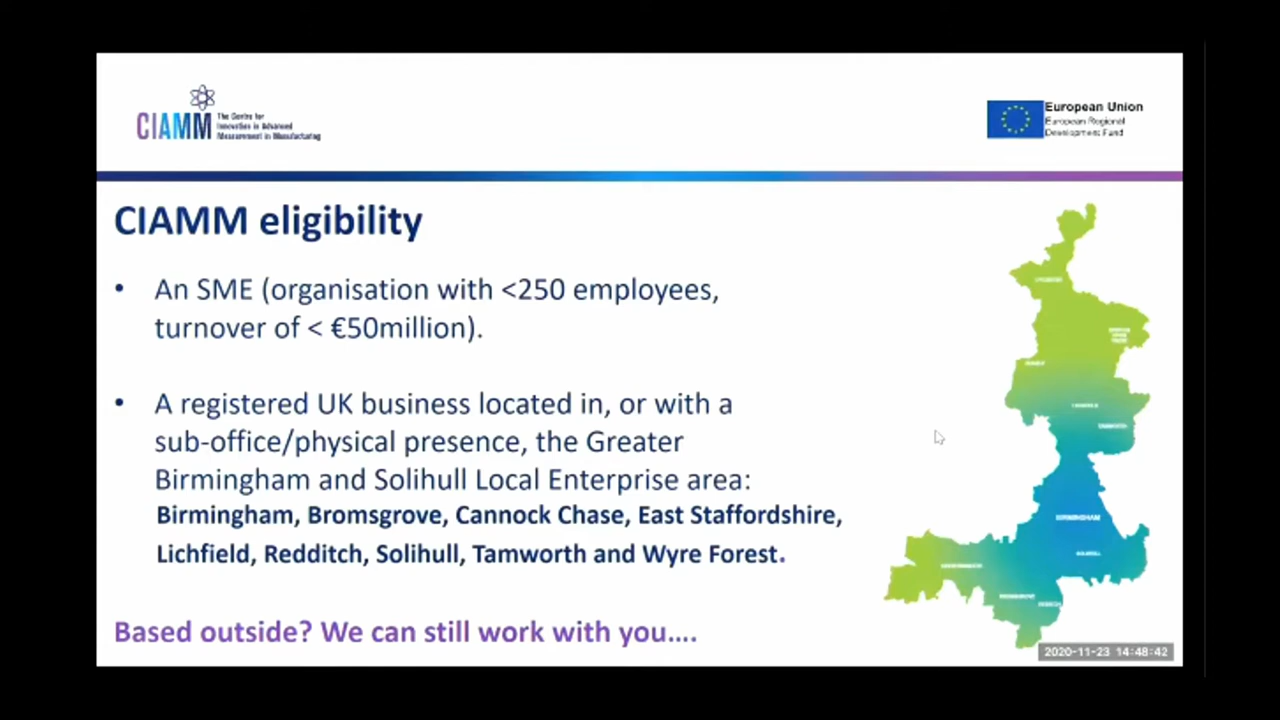 CIAMM
The Centre for
Innovation in Advanced
Measurement in Manufacturing
European Union
European Regional
Development Fund
CIAMM eligibility
• An SME (organisation with <250 employees,
turnover of < €50million).
• A registered UK business located in, or with a
sub-office/physical presence, the Greater
Birmingham and Solihull Local Enterprise area:
Birmingham, Bromsgrove, Cannock Chase, East Staffordshire,
Lichfield, Redditch, Solihull, Tamworth and Wyre Forest.
Based outside? We can still work with you....
TAMWORTH
BIRMINGHAM
SOLIHULL
2020-11-23 14:48:42